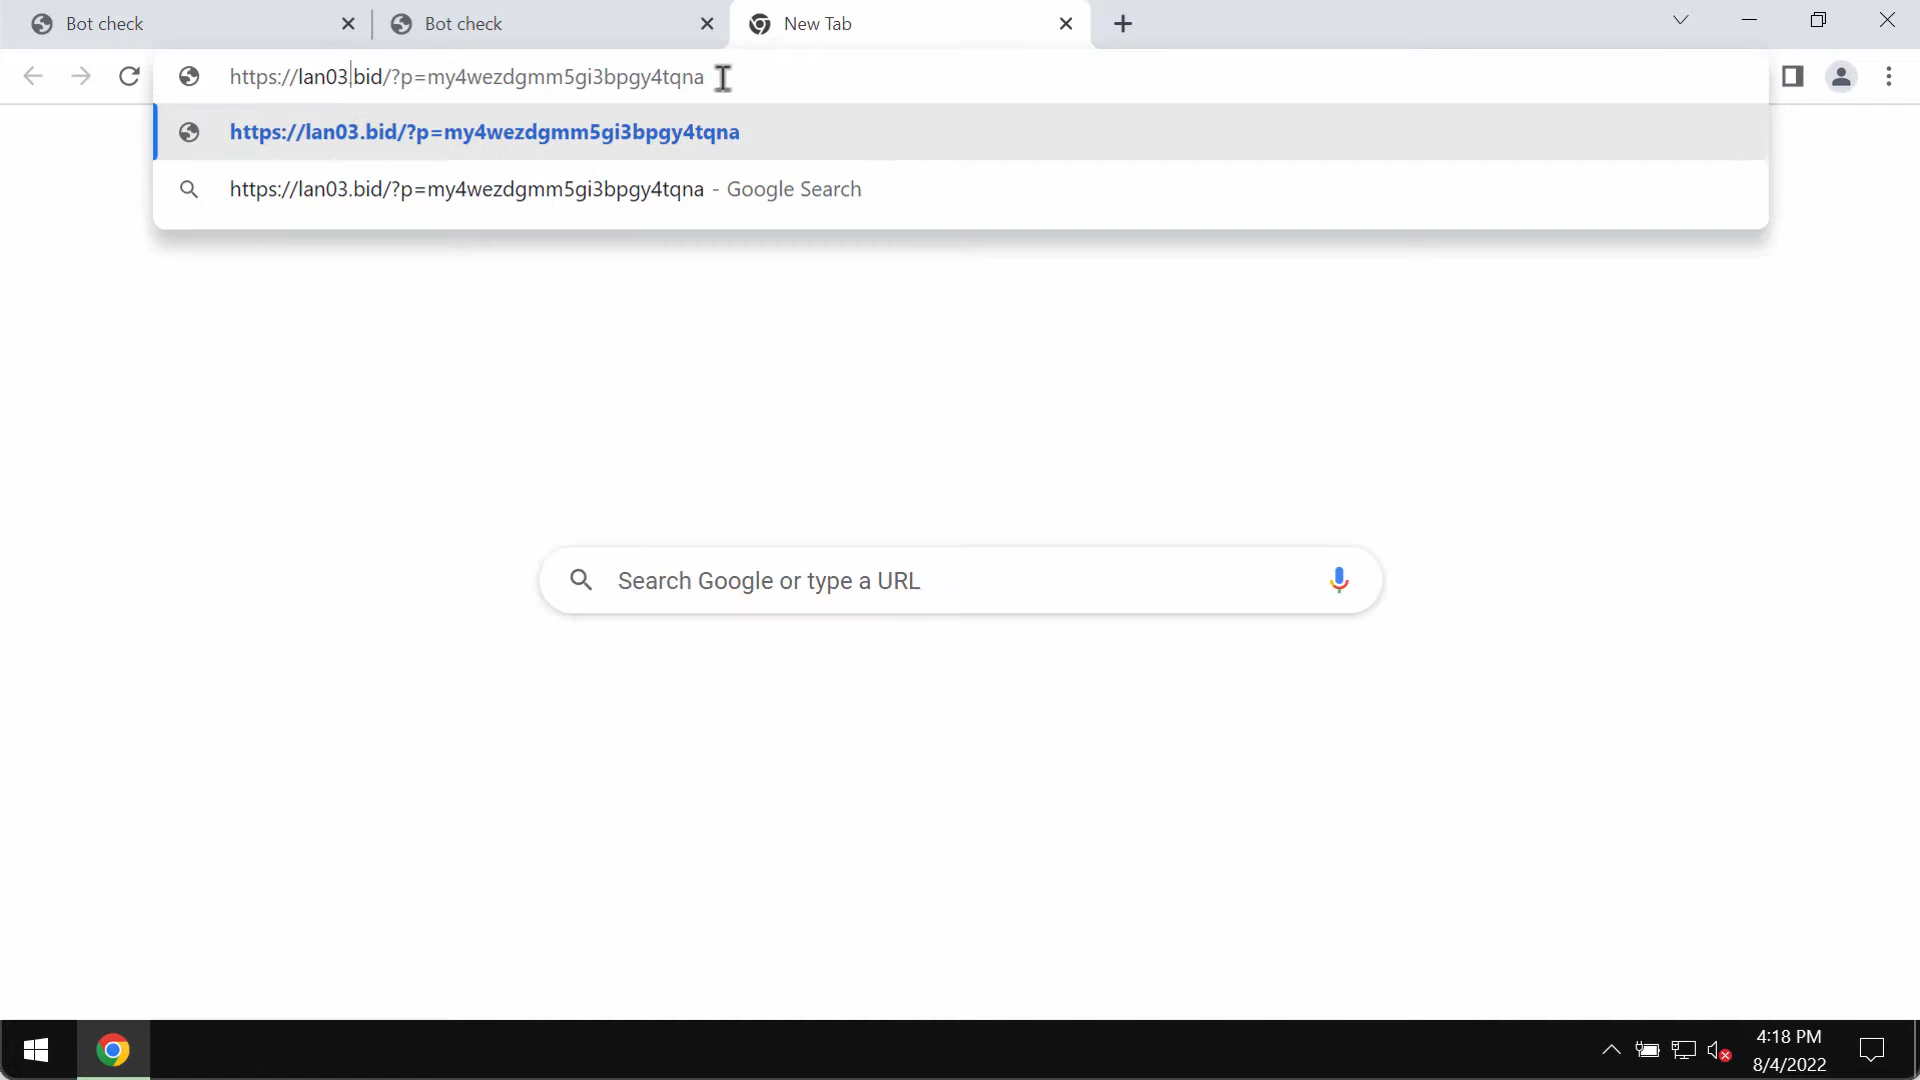 Bot check
Bot check
New Tab
https://lan03.bid/?p=my4wezdgmm5gi3bpgy4tqna
https://lan03.bid/?p=my4wezdgmm5gi3bpgy4tqna
https://lan03.bid/?p=my4wezdgmm5gi3bpgy4tqna - Google Search
Search Google or type a URL
4:18 PM
8/4/2022